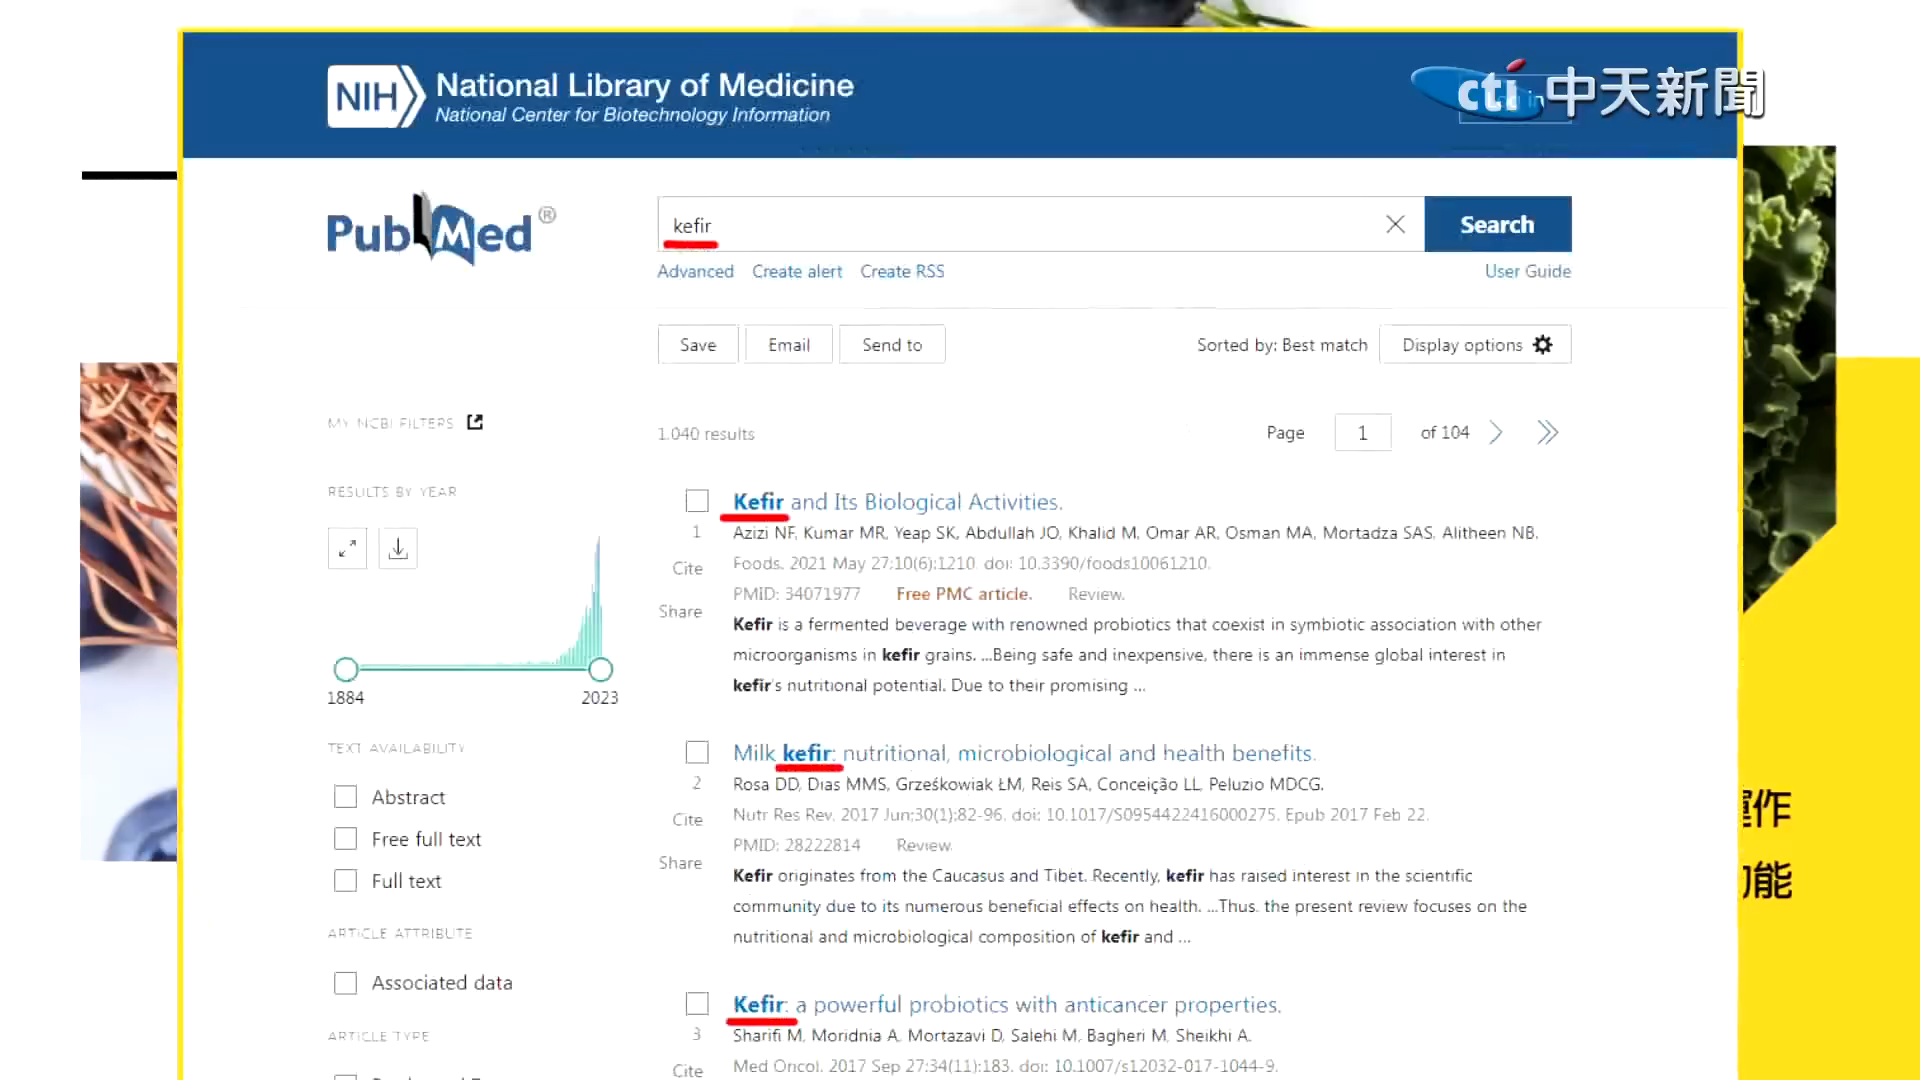 NIH National Library of Medicine
National Center for Biotechnology Information
cti 中天新聞
PubMed®
kefir
Search
Advanced Create alert Create RSS User Guide
Save Email Send to Sorted by: Best match Display options
MY NCBI FILTERS
1,040 results Page 1 of 104
RESULTS BY YEAR
1884 2023
TEXT AVAILABILITY
Abstract
Free full text
Full text
ARTICLE ATTRIBUTE
Associated data
ARTICLE TYPE
Kefir and Its Biological Activities.
1 Azizi NF, Kumar MR, Yeap SK, Abdullah JO, Khalid M, Omar AR, Osman MA, Mortadza SAS, Alitheen NB.
Cite Foods. 2021 May 27;10(6):1210. doi: 10.3390/foods10061210.
PMID: 34071977 Free PMC article. Review.
Share
Kefir is a fermented beverage with renowned probiotics that coexist in symbiotic association with other
microorganisms in kefir grains. ...Being safe and inexpensive, there is an immense global interest in
kefir's nutritional potential. Due to their promising ...
Milk kefir: nutritional, microbiological and health benefits.
2 Rosa DD, Dias MMS, Grześkowiak ŁM, Reis SA, Conceição LL, Peluzio MDCG.
Cite Nutr Res Rev. 2017 Jun;30(1):82-96. doi: 10.1017/S0954422416000275. Epub 2017 Feb 22.
PMID: 28222814 Review.
Share
Kefir originates from the Caucasus and Tibet. Recently, kefir has raised interest in the scientific
community due to its numerous beneficial effects on health. ...Thus, the present review focuses on the
nutritional and microbiological composition of kefir and ...
Kefir: a powerful probiotics with anticancer properties.
3 Sharifi M, Moridnia A, Mortazavi D, Salehi M, Bagheri M, Sheikhi A.
Cite Med Oncol. 2017 Sep 27;34(11):183. doi: 10.1007/s12032-017-1044-9.
作
能